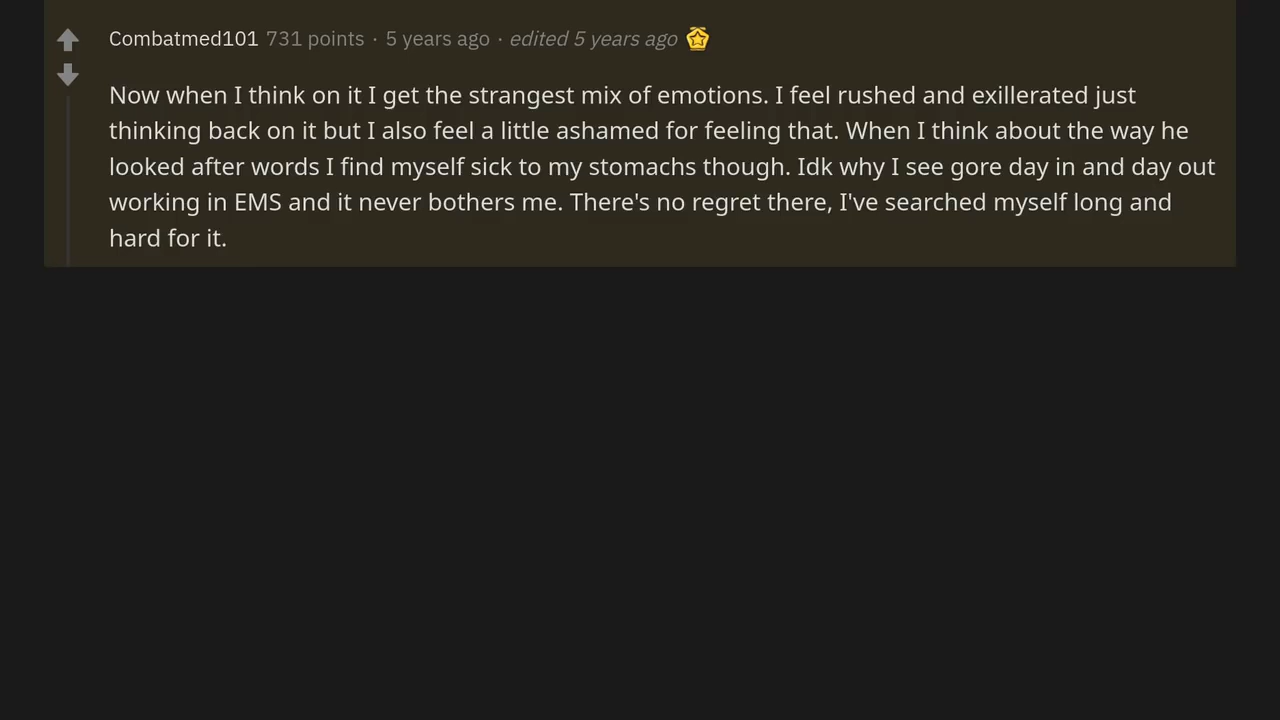 Combatmed101 731 points · 5 years ago · edited 5 years ago
Now when I think on it I get the strangest mix of emotions. I feel rushed and exillerated just
thinking back on it but I also feel a little ashamed for feeling that. When I think about the way he
looked after words I find myself sick to my stomachs though. Idk why I see gore day in and day out
working in EMS and it never bothers me. There's no regret there, I've searched myself long and
hard for it.